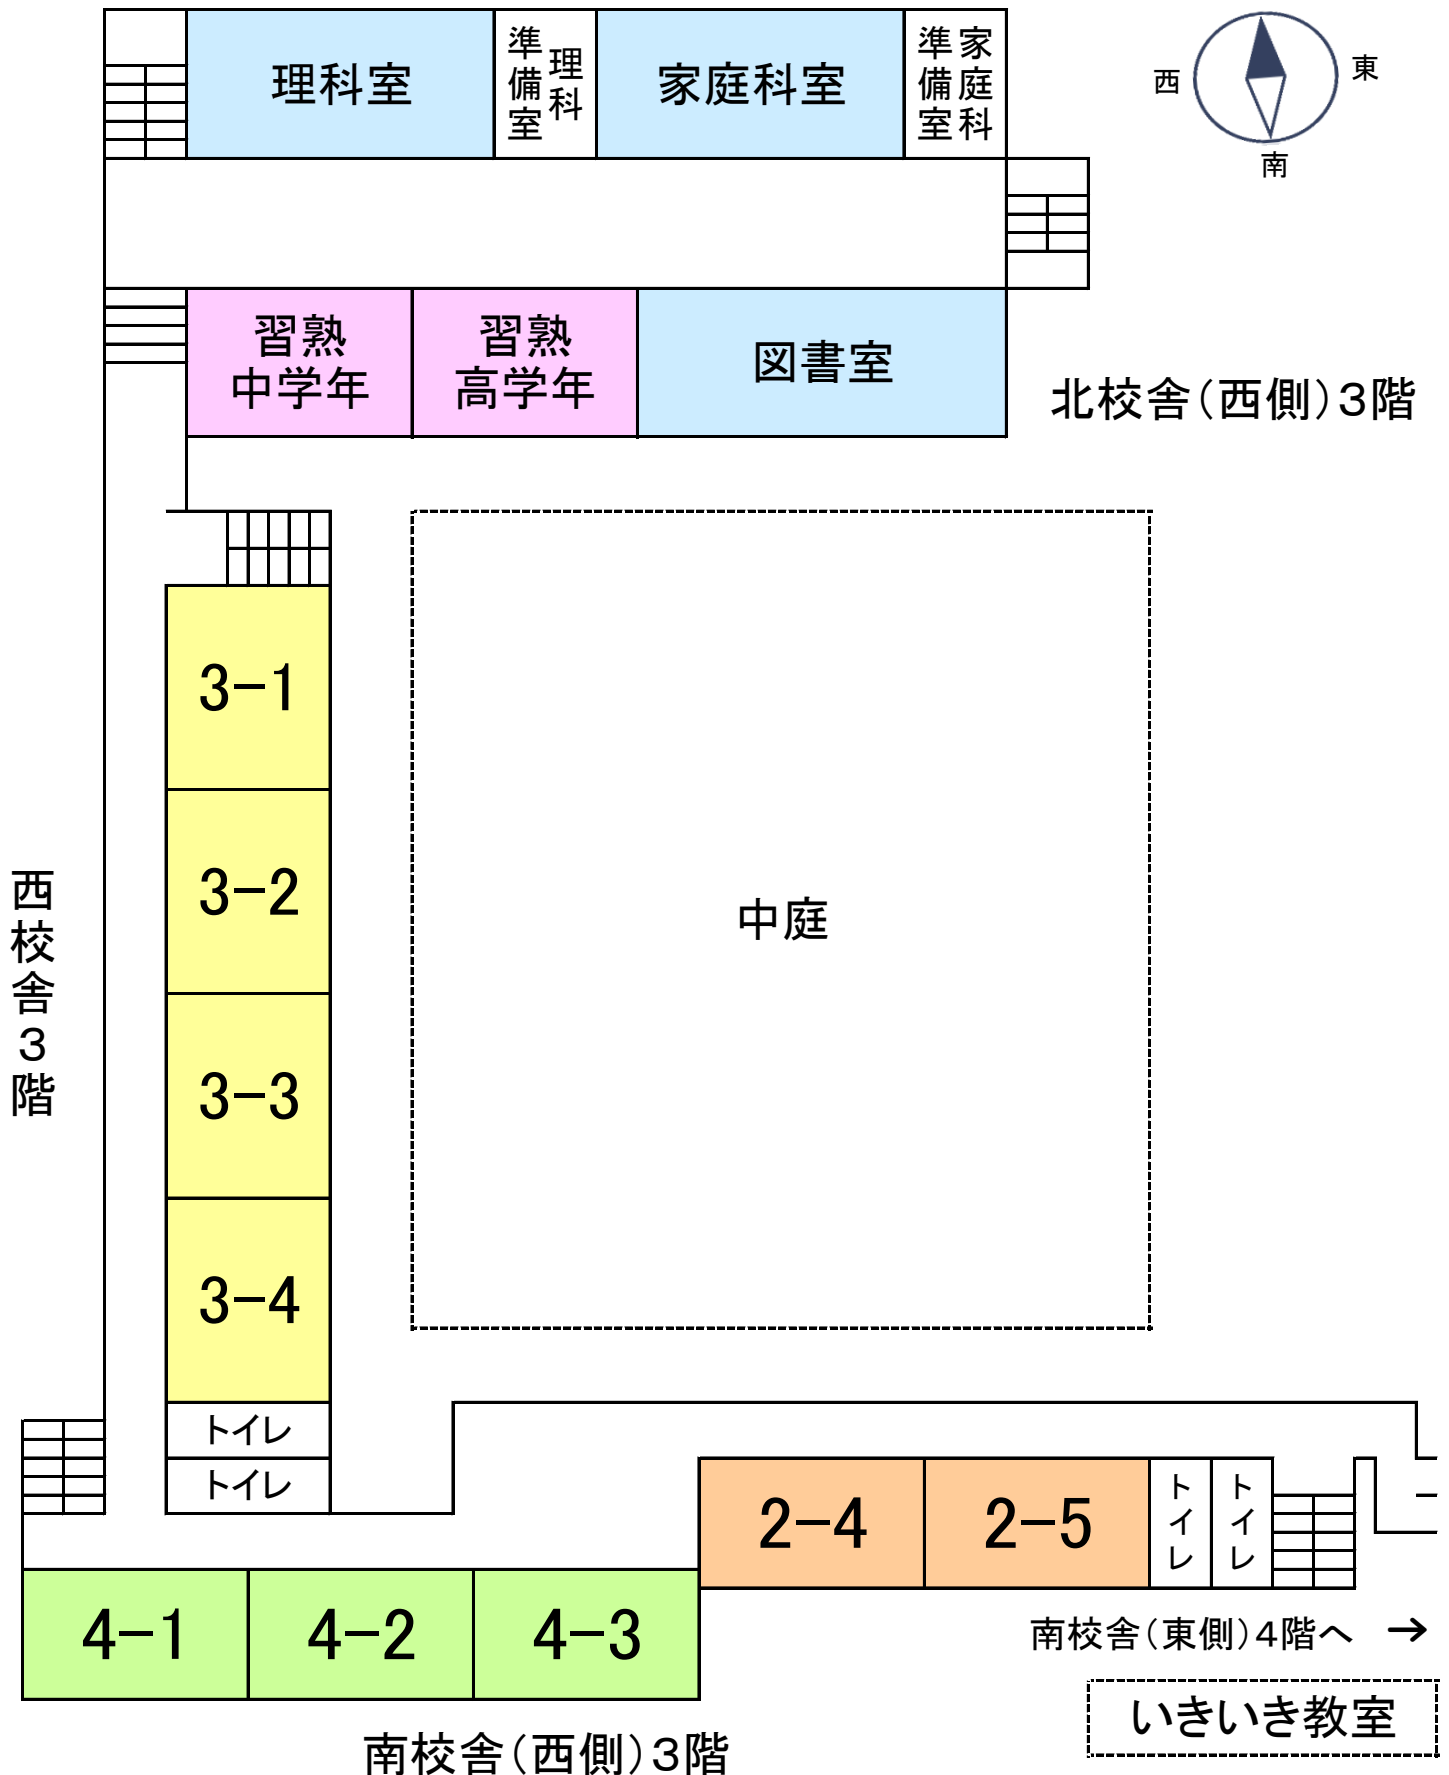 理科室
理科
準備室
家庭科室
家庭科
準備室
西
東
南
習熟
中学年
習熟
高学年
図書室
北校舎(西側)3階
3-1
3-2
3-3
3-4
トイレ
トイレ
西校舎3階
中庭
2-4
2-5
トイレ
トイレ
4-1
4-2
4-3
南校舎(東側)4階へ →
いきいき教室
南校舎(西側)3階